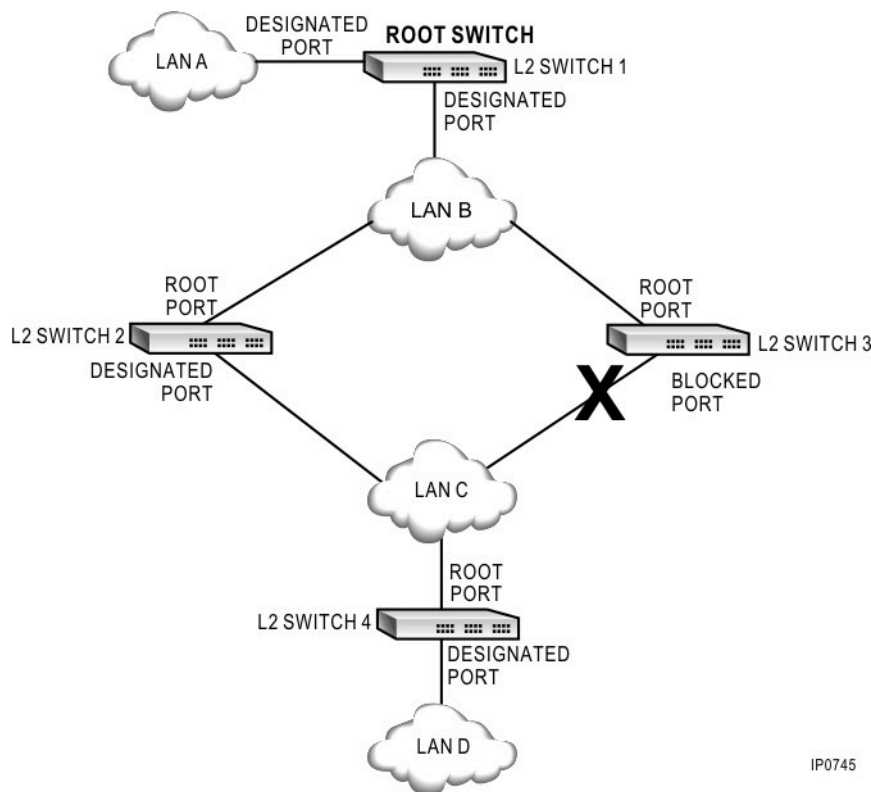 DESIGNATED
PORT
ROOT SWITCH
LAN A
L2 SWITCH 1
DESIGNATED
PORT
LAN B
ROOT
PORT
ROOT
PORT
L2 SWITCH 2
L2 SWITCH 3
DESIGNATED
PORT
BLOCKED
PORT
X
LAN C
ROOT
PORT
L2 SWITCH 4
DESIGNATED
PORT
LAN D
IP0745